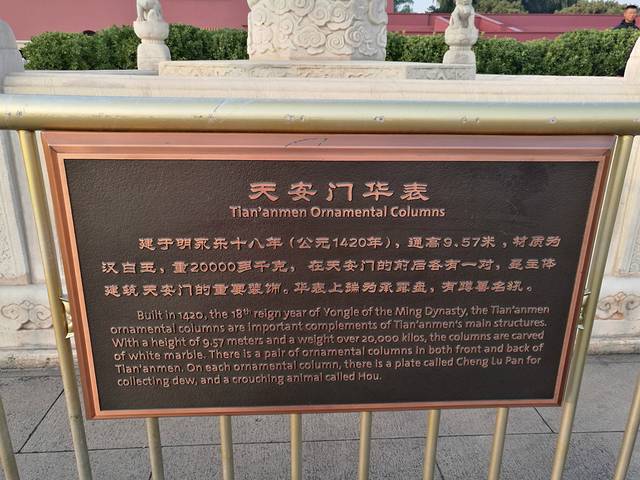 天安门华表
Tian'anmen Ornamental Columns
建于明永乐十八年（公元1420年），通高9.57米，材质为
汉白玉，重20000多千克，在天安门的前后各有一对，是主体
建筑天安门的重要装饰。华表上端为承露盘，有蹲兽名犼。
Built in 1420, the 18th reign year of Yongle of the Ming Dynasty, the Tian'anmen
ornamental columns are important complements of Tian'anmen's main structures.
With a height of 9.57 meters and a weight over 20,000 kilos, the columns are carved
of white marble. There is a pair of ornamental columns in both front and back of
Tian'anmen. On each ornamental column, there is a plate called Cheng Lu Pan for
collecting dew, and a crouching animal called Hou.